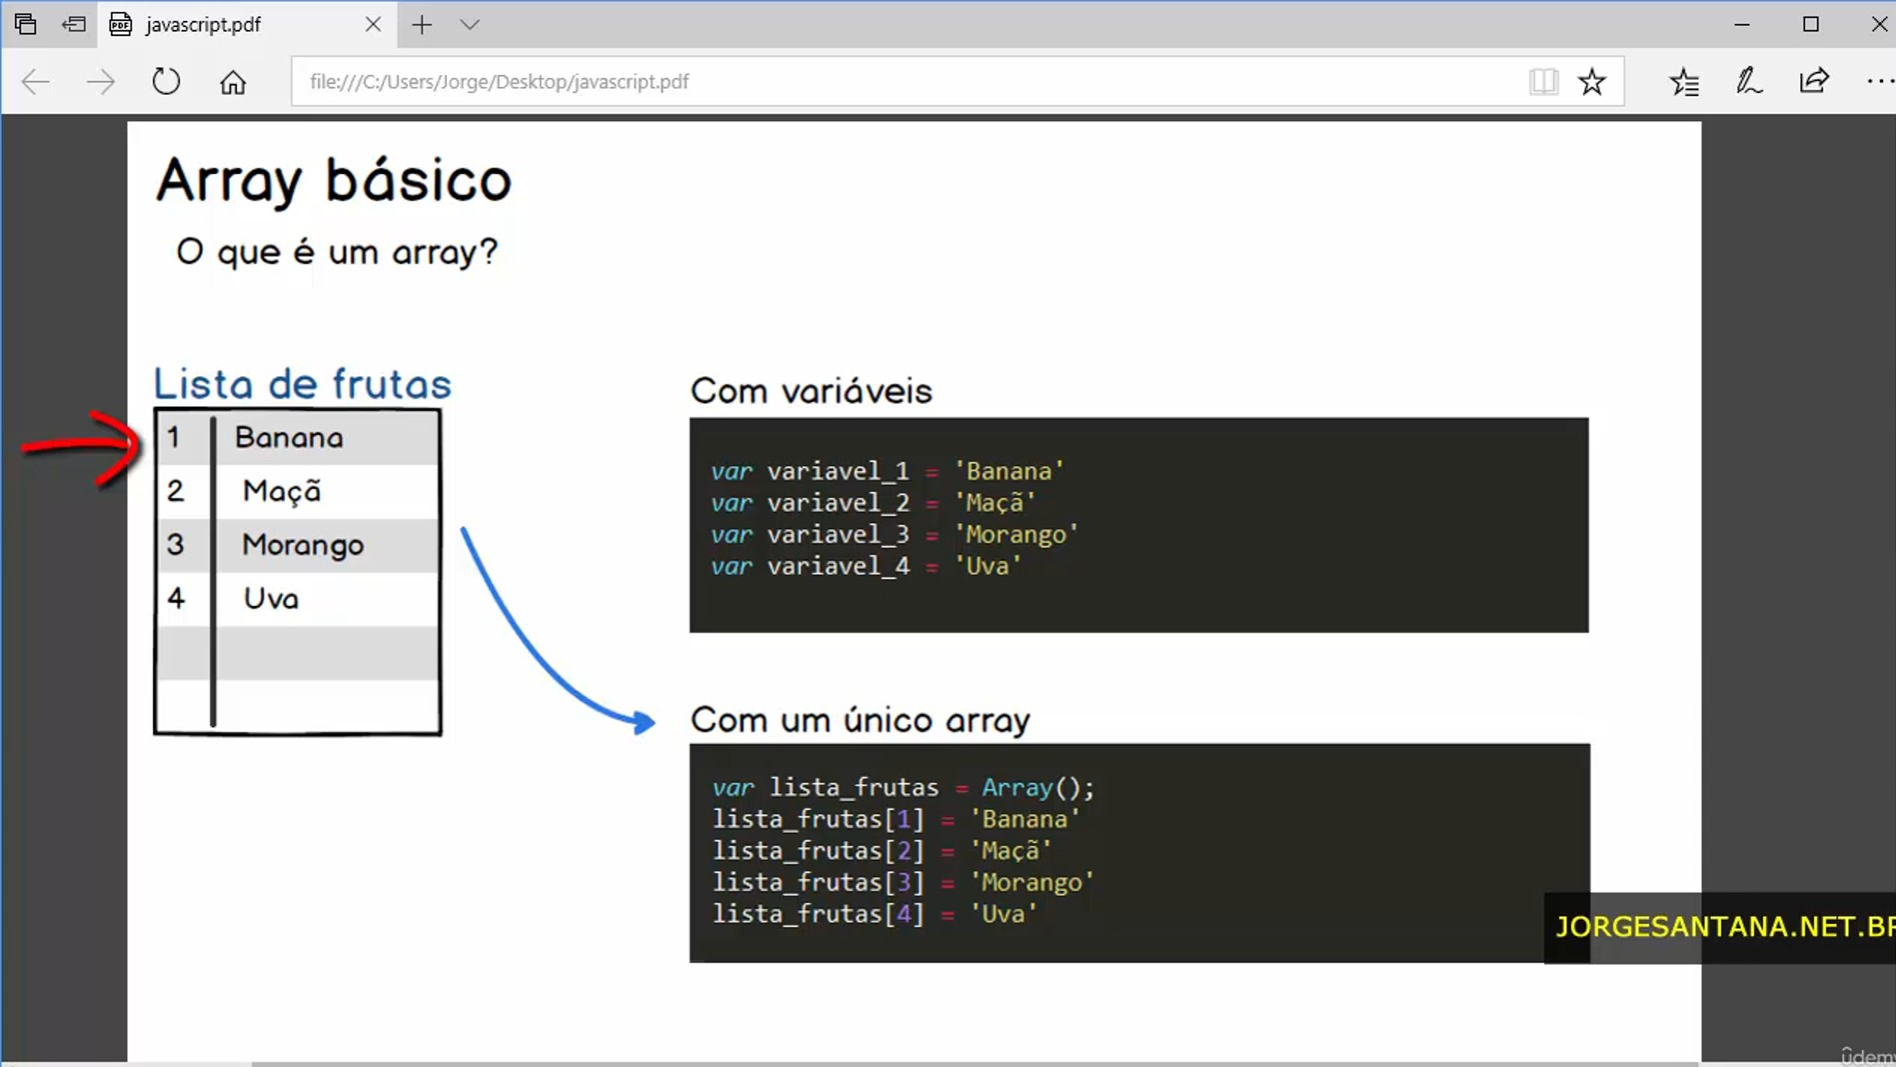 javascript.pdf
file:///C:/Users/Jorge/Desktop/javascript.pdf
Array básico
O que é um array?
Lista de frutas
1 Banana
2 Maçã
3 Morango
4 Uva
Com variáveis
var variavel_1 = 'Banana'
var variavel_2 = 'Maçã'
var variavel_3 = 'Morango'
var variavel_4 = 'Uva'
Com um único array
var lista_frutas = Array();
lista_frutas[1] = 'Banana'
lista_frutas[2] = 'Maçã'
lista_frutas[3] = 'Morango'
lista_frutas[4] = 'Uva'
JORGESANTANA.NET.BR
udemy